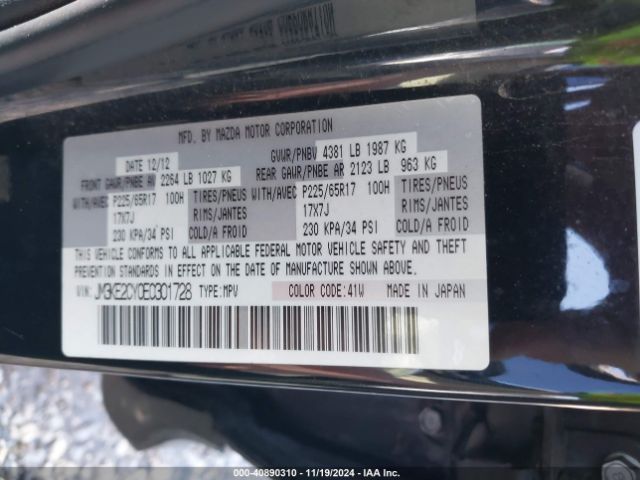 MFD. BY MAZDA MOTOR CORPORATION
DATE 12/12 GVWR/PNBV 4381 LB 1987 KG
FRONT GAWR/PNBE AV 2264 LB 1027 KG REAR GAWR/PNBE AR 2123 LB 963 KG
WITH/AVEC P225/65R17 100H TIRES/PNEUS WITH/AVEC P225/65R17 100H TIRES/PNEUS
17X7J RIMS/JANTES 17X7J RIMS/JANTES
230 KPA/34 PSI COLD/A FROID 230 KPA/34 PSI COLD/A FROID
THIS VEHICLE CONFORMS TO ALL APPLICABLE FEDERAL MOTOR VEHICLE SAFETY AND THEFT
PREVENTION STANDARDS IN EFFECT ON THE DATE OF MANUFACTURE SHOWN ABOVE.
VIN: JM3KE2CY0E0301728 TYPE:MPV COLOR CODE:41W MADE IN JAPAN
000-40890310 - 11/19/2024 - IAA Inc.